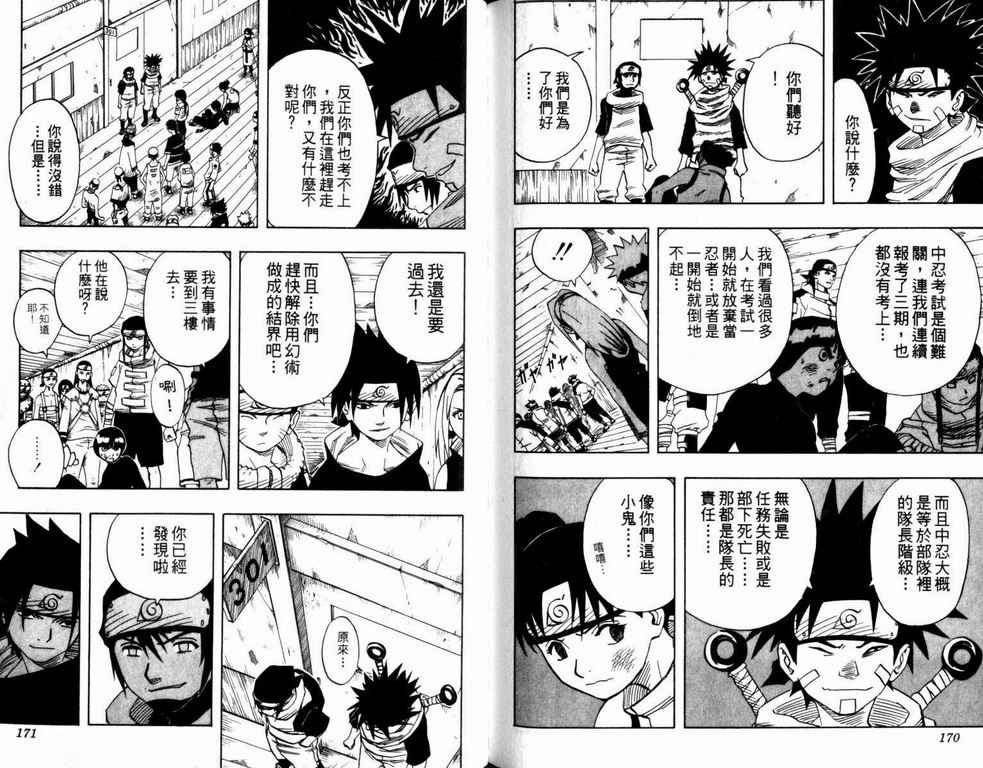 你說什麼？
你們聽好
！
我們是為
了你們好
……
中忍考試是個難
關，連我們連續
報考了三期，也
都沒有考上…
我們看過很多
人，在考試一
開始就放棄當
忍者…或者是
一開始就倒地
不起…
!!
ガヤ
ガヤ
而且中忍大概
是等於部隊裡
的隊長階級…
無論是
任務失敗或是
部下死亡……
那都是隊長的
責任……
像你們這些
小鬼……
嘻嘻…
170
反正你們也考不上
，我們在這裡趕走
你們，又有什麼不
對呢？
301
你說得沒錯
…但是……
我還是要
過去！
而且…你們
趕快解除用幻術
做成的結界吧…
我有事情
要到三樓
去…
唰！
他在說
什麼呀？
不知道
耶！
……！
301
原來…
你已經
發現啦
……
171